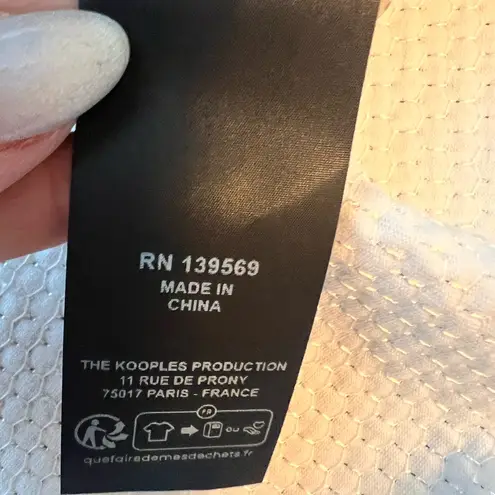 RN 139569
MADE IN
CHINA
THE KOOPLES PRODUCTION
11 RUE DE PRONY
75017 PARIS - FRANCE
FR
OU
quefairedemesdechets.fr